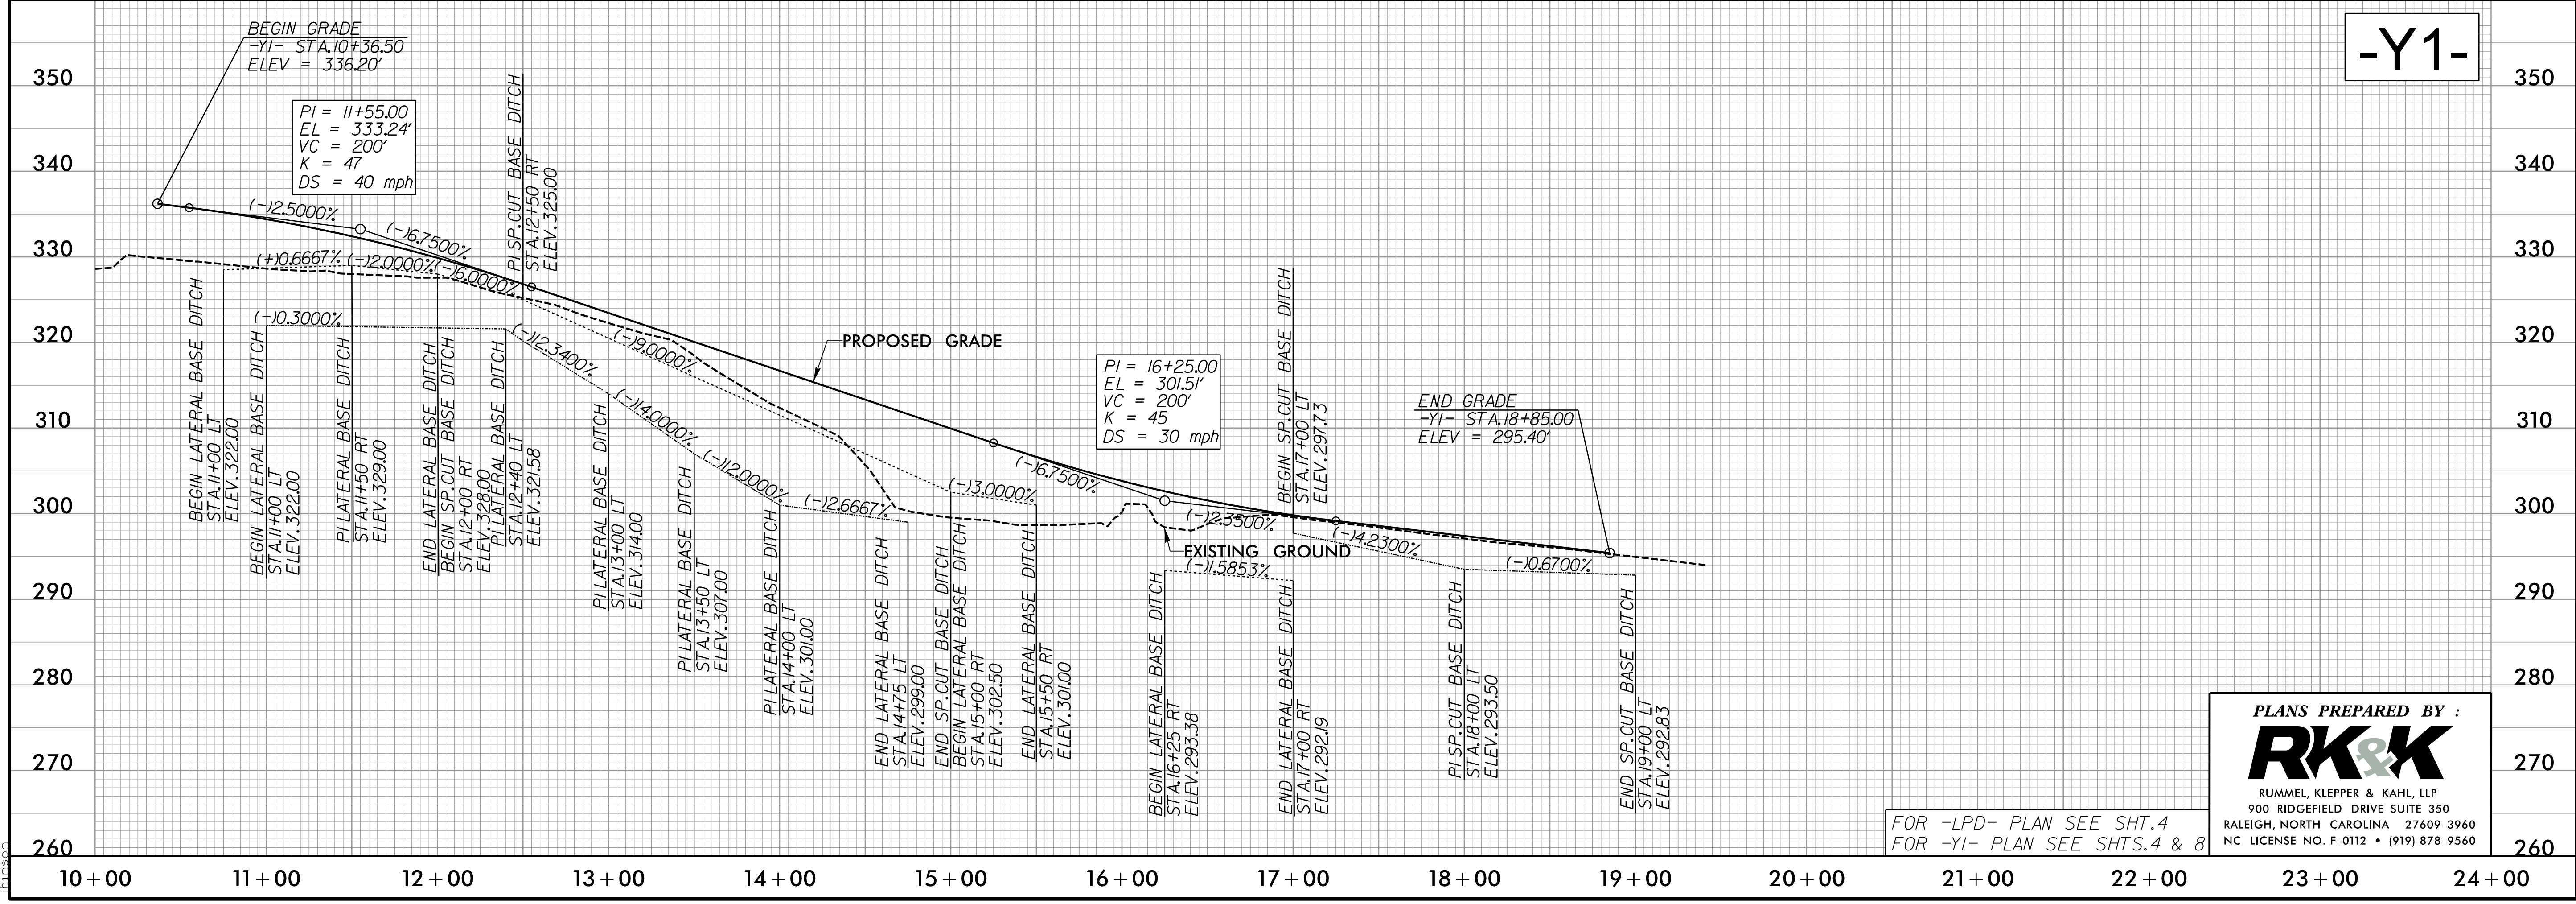 -Y1-
BEGIN GRADE
-Y1- STA.10+36.50
ELEV = 336.20'
PI = 11+55.00
EL = 333.24'
VC = 200'
K = 47
DS = 40 mph
PI SP.CUT BASE DITCH
STA.12+50 RT
ELEV.325.00
(-)2.5000%
(-)6.7500%
(+)0.6667%
(-)2.0000%
(-)6.0000%
(-)0.3000%
(-)12.3400%
(-)9.0000%
(-)14.0000%
(-)12.0000%
(-)2.6667%
(-)3.0000%
(-)6.7500%
(-)2.3500%
(-)4.2300%
(-)1.5853%
(-)0.6700%
PROPOSED GRADE
EXISTING GROUND
PI = 16+25.00
EL = 301.51'
VC = 200'
K = 45
DS = 30 mph
BEGIN SP.CUT BASE DITCH
STA.17+00 LT
ELEV.297.73
END GRADE
-Y1- STA.18+85.00
ELEV = 295.40'
BEGIN LATERAL BASE DITCH
STA.11+00 LT
ELEV.322.00
BEGIN LATERAL BASE DITCH
STA.11+00 LT
ELEV.322.00
PI LATERAL BASE DITCH
STA.11+50 RT
ELEV.329.00
END LATERAL BASE DITCH
BEGIN SP.CUT BASE DITCH
STA.12+00 RT
ELEV.328.00
PI LATERAL BASE DITCH
STA.12+40 LT
ELEV.321.58
PI LATERAL BASE DITCH
STA.13+00 LT
ELEV.314.00
PI LATERAL BASE DITCH
STA.13+50 LT
ELEV.307.00
PI LATERAL BASE DITCH
STA.14+00 LT
ELEV.301.00
END LATERAL BASE DITCH
STA.14+75 LT
ELEV.299.00
END SP.CUT BASE DITCH
BEGIN LATERAL BASE DITCH
STA.15+00 RT
ELEV.302.50
END LATERAL BASE DITCH
STA.15+50 RT
ELEV.301.00
BEGIN LATERAL BASE DITCH
STA.16+25 RT
ELEV.293.38
END LATERAL BASE DITCH
STA.17+00 RT
ELEV.292.19
PI SP.CUT BASE DITCH
STA.18+00 LT
ELEV.293.50
END SP.CUT BASE DITCH
STA.19+00 LT
ELEV.292.83
350
340
330
320
310
300
290
280
270
260
350
340
330
320
310
300
290
280
270
260
FOR -LPD- PLAN SEE SHT.4
FOR -Y1- PLAN SEE SHTS.4 & 8
PLANS PREPARED BY :
RK&K
RUMMEL, KLEPPER & KAHL, LLP
900 RIDGEFIELD DRIVE SUITE 350
RALEIGH, NORTH CAROLINA 27609–3960
NC LICENSE NO. F–0112 • (919) 878–9560
10+00 11+00 12+00 13+00 14+00 15+00 16+00 17+00 18+00 19+00 20+00 21+00 22+00 23+00 24+00